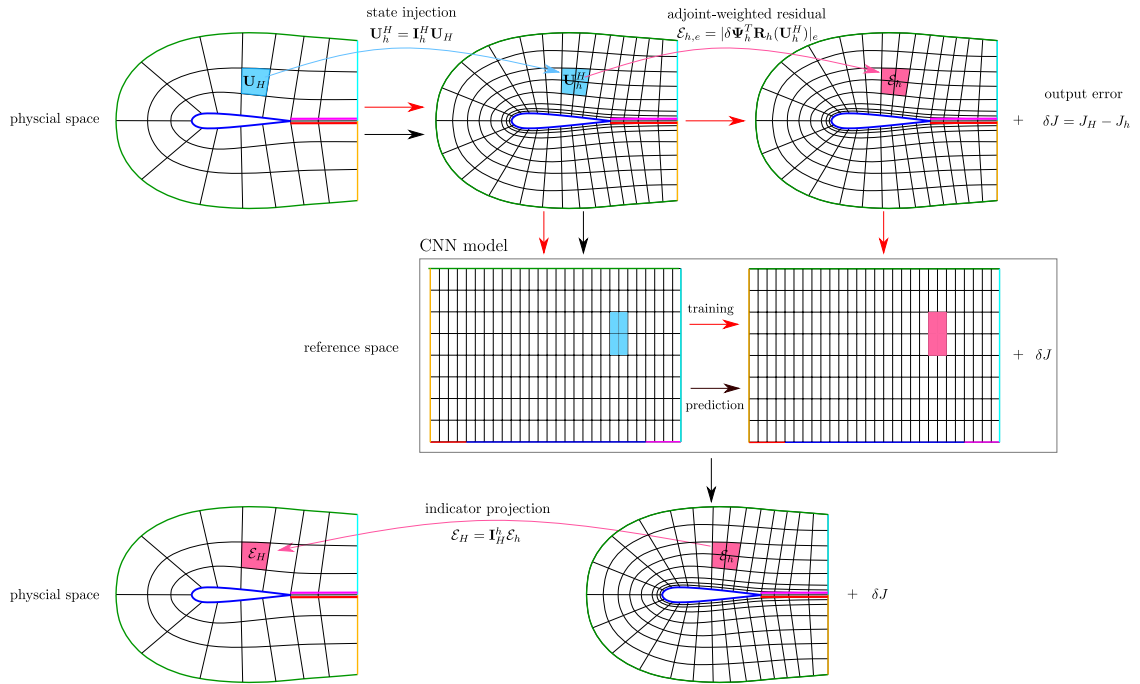 state injection
𝐔_h^H = 𝐈_h^H 𝐔_H
adjoint-weighted residual
ℰ_{h,e} = |δ𝚿_h^T 𝐑_h(𝐔_h^H)|_e
𝐔_H
𝐔_h^H
ℰ_h
physcial space
output error
+ δJ = J_H − J_h
CNN model
training
reference space
+ δJ
prediction
indicator projection
ℰ_H = 𝐈_H^h ℰ_h
ℰ_H
ℰ_h
physcial space
+ δJ